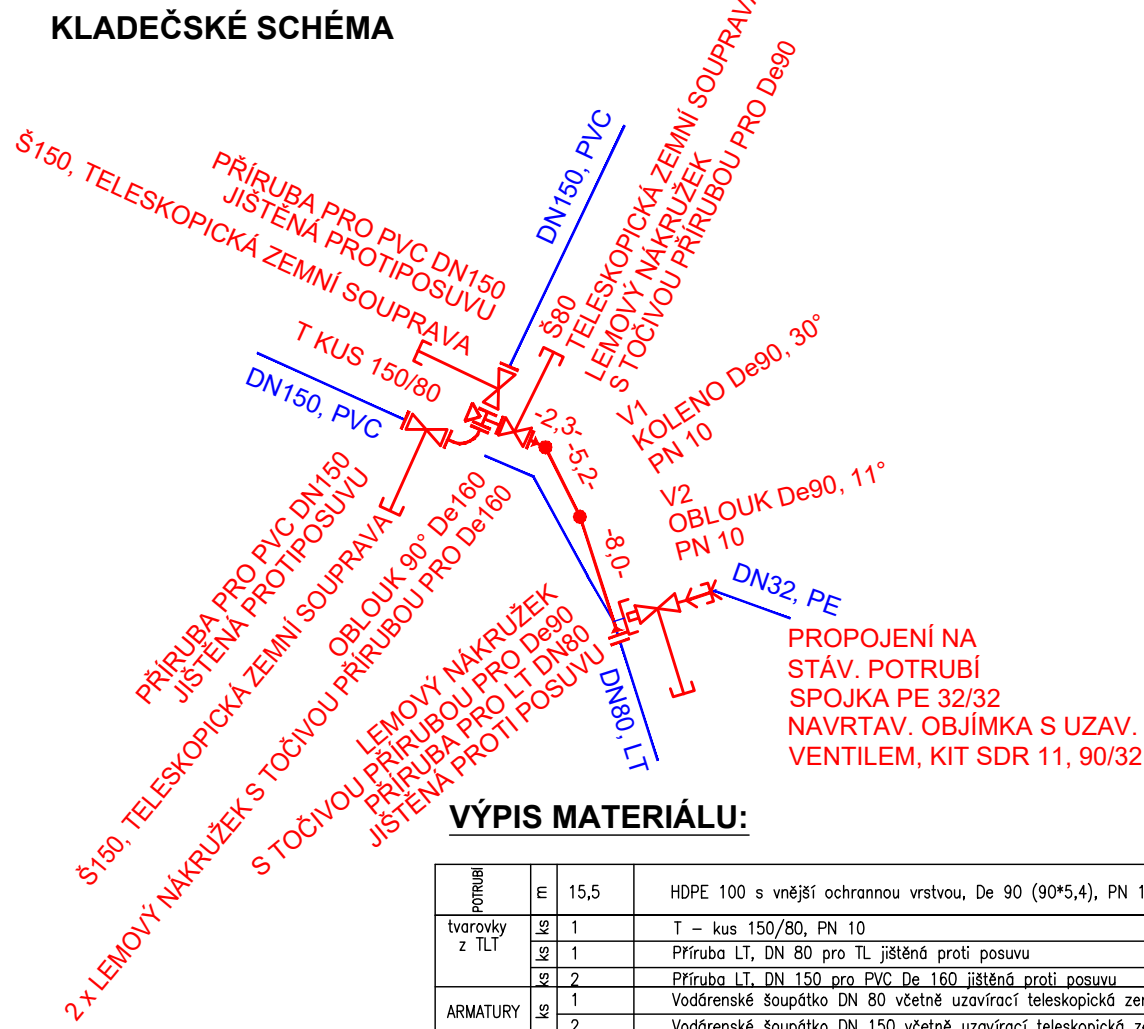 KLADEČSKÉ SCHÉMA
Š150, TELESKOPICKÁ ZEMNÍ SOUPRAVA
PŘÍRUBA PRO PVC DN150
JIŠTĚNÁ PROTIPOSUVU
DN150, PVC
Š80
TELESKOPICKÁ ZEMNÍ SOUPRAVA
LEMOVÝ NÁKRUŽEK
S TOČIVOU PŘÍRUBOU PRO De90
T KUS 150/80
DN150, PVC
-2,3-
-5,2-
-8,0-
V1
KOLENO De90, 30°
PN 10
V2
OBLOUK De90, 11°
PN 10
DN32, PE
PROPOJENÍ NA
STÁV. POTRUBÍ
SPOJKA PE 32/32
NAVRTAV. OBJÍMKA S UZAV.
VENTILEM, KIT SDR 11, 90/32
PŘÍRUBA PRO PVC DN150
JIŠTĚNÁ PROTIPOSUVU
Š150, TELESKOPICKÁ ZEMNÍ SOUPRAVA
OBLOUK 90° De160
2 x LEMOVÝ NÁKRUŽEK S TOČIVOU PŘÍRUBOU PRO De160
LEMOVÝ NÁKRUŽEK
S TOČIVOU PŘÍRUBOU PRO De90
PŘÍRUBA PRO LT DN80
JIŠTĚNÁ PROTI POSUVU
DN80, LT
VÝPIS MATERIÁLU:
POTRUBÍ m 15,5 HDPE 100 s vnější ochrannou vrstvou, De 90 (90*5,4), PN 1
tvarovky
z TLT
ks 1 T – kus 150/80, PN 10
ks 1 Příruba LT, DN 80 pro TL jištěná proti posuvu
ks 2 Příruba LT, DN 150 pro PVC De 160 jištěná proti posuvu
ARMATURY ks 1 Vodárenské šoupátko DN 80 včetně uzavírací teleskopická
2 Vodárenské šoupátko DN 150 včetně uzavírací teleskopická